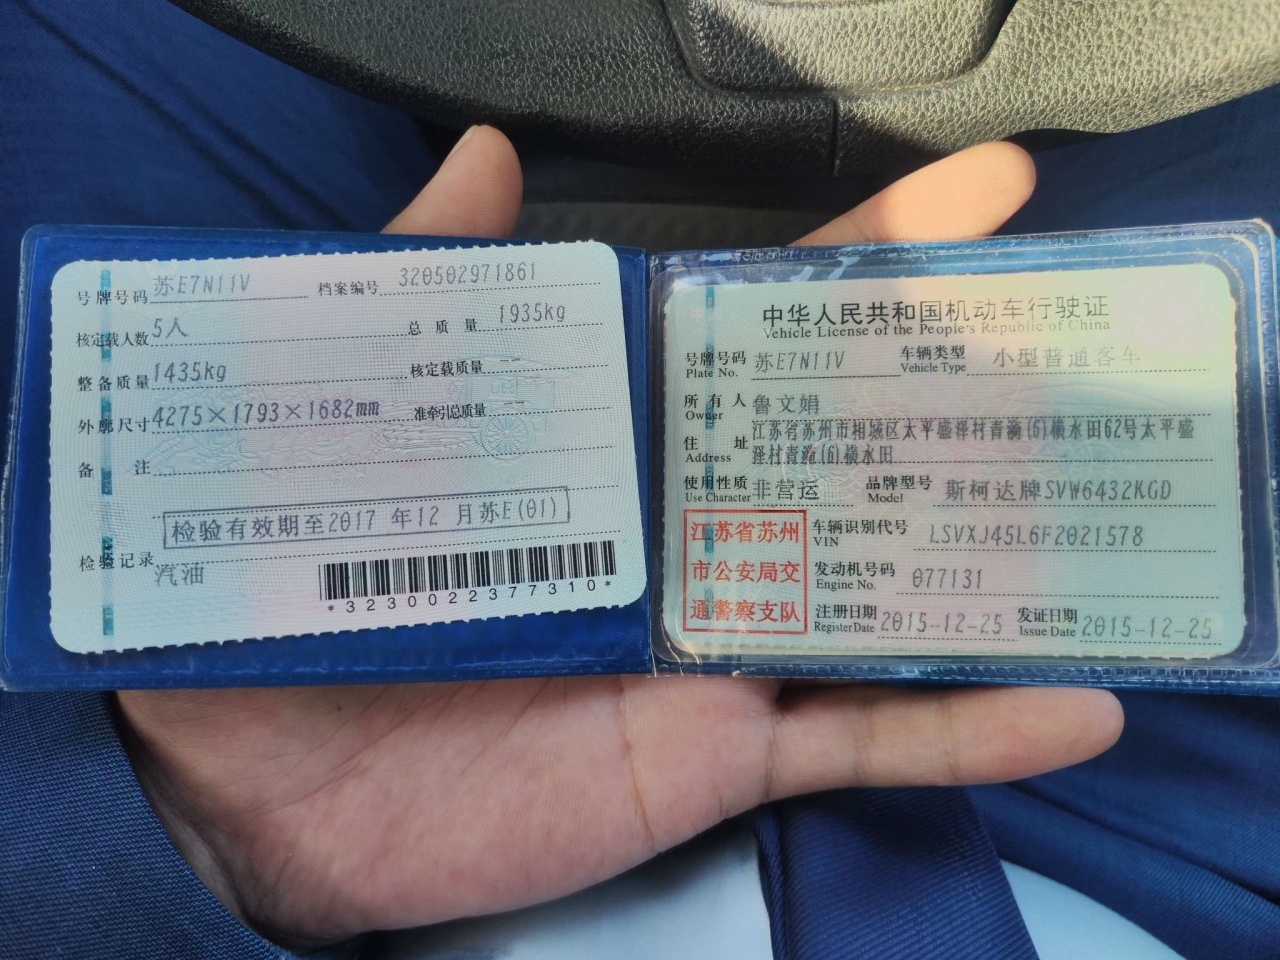 号牌号码 苏E7N11V 档案编号 320502971861
核定载人数 5人 总质量 1935kg
整备质量 1435kg 核定载质量 --
外廓尺寸 4275×1793×1682mm 准牵引总质量 --
备注
检验有效期至2017 年12 月苏E(01)
检验记录
汽油
*3230022377310*
中华人民共和国机动车行驶证
Vehicle License of the People's Republic of China
号牌号码 苏E7N11V 车辆类型 小型普通客车
Plate No. Vehicle Type
所有人 鲁文娟
Owner
住址 江苏省苏州市相城区太平盛泽村青漪(6)横水田62号太平盛
Address 泽村青漪(6)横水田
使用性质 非营运 品牌型号 斯柯达牌SVW6432KGD
Use Character Model
江苏省苏州
市公安局交
通警察支队
车辆识别代号 LSVXJ45L6F2021578
VIN
发动机号码 077131
Engine No.
注册日期 2015-12-25 发证日期 2015-12-25
Register Date Issue Date